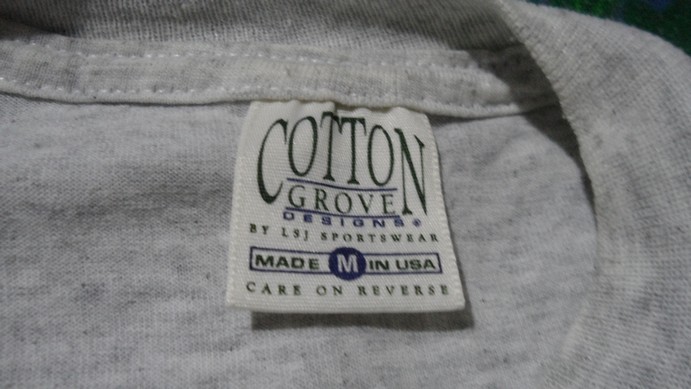 COTTON
GROVE
DESIGNS®
BY LSJ SPORTSWEAR
MADE M IN USA
CARE ON REVERSE